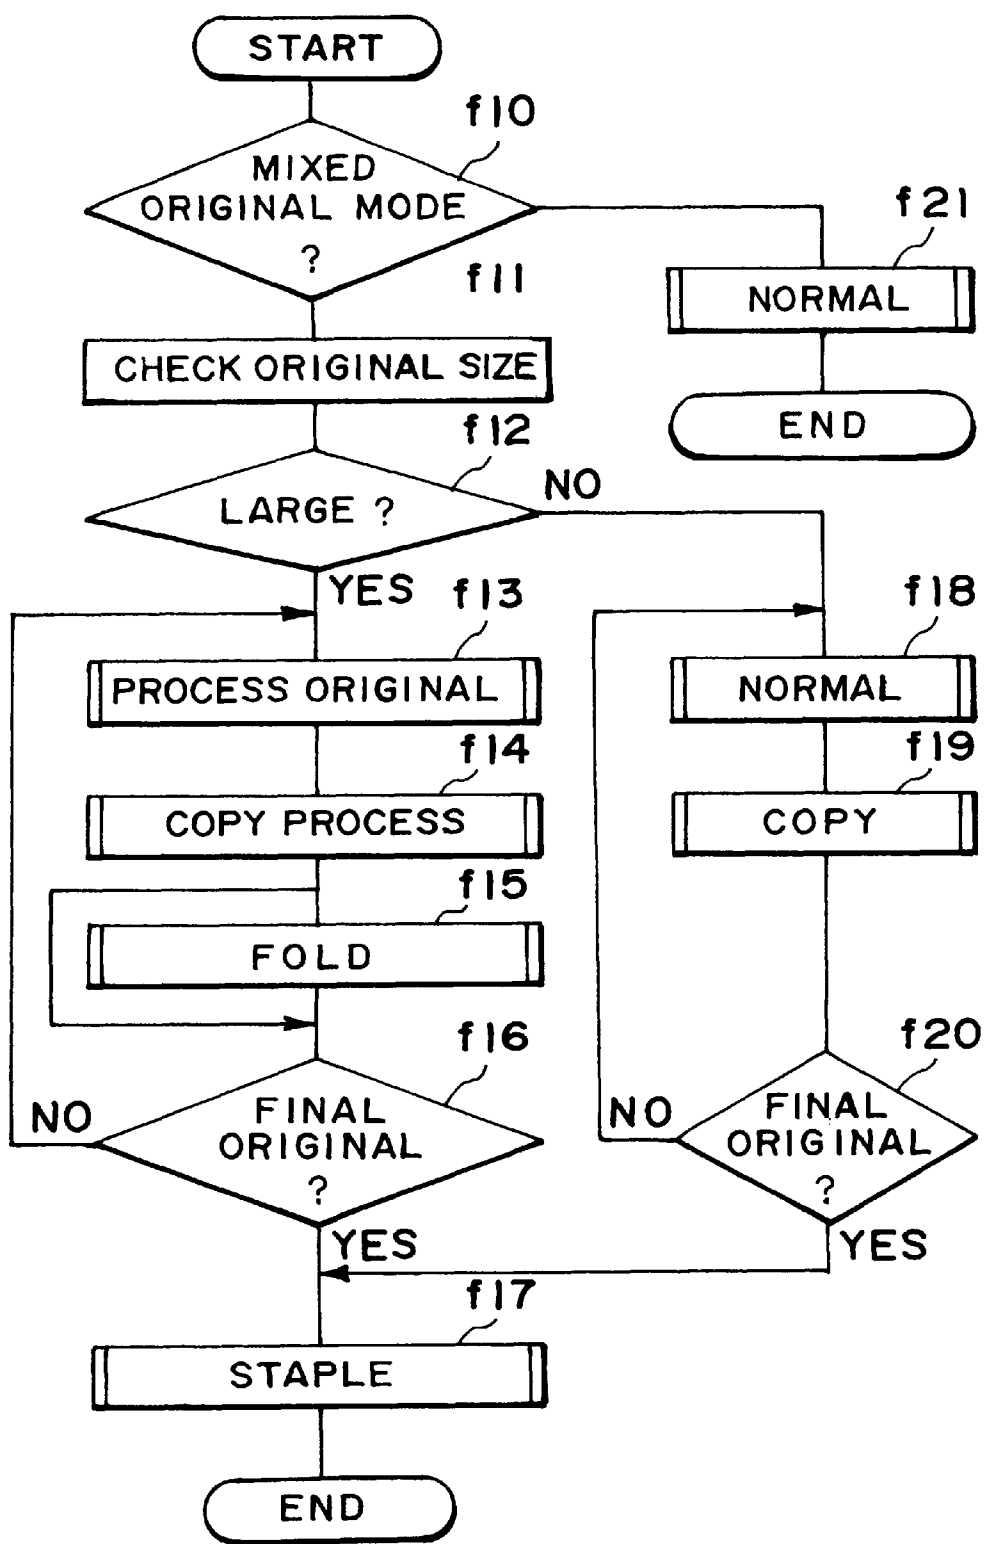 START
f10
MIXED
ORIGINAL MODE
?
f21
NORMAL
END
f11
CHECK ORIGINAL SIZE
f12
LARGE ?
NO
YES
f13
PROCESS ORIGINAL
f14
COPY PROCESS
f15
FOLD
f16
FINAL
ORIGINAL
?
NO
YES
f18
NORMAL
f19
COPY
f20
FINAL
ORIGINAL
?
NO
YES
f17
STAPLE
END